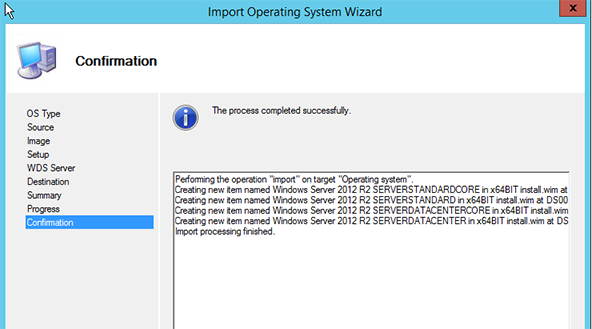 Import Operating System Wizard
x
Confirmation
OS Type
Source
Image
Setup
WDS Server
Destination
Summary
Progress
Confirmation
The process completed successfully.
Performing the operation "import" on target "Operating system".
Creating new item named Windows Server 2012 R2 SERVERSTANDARDCORE in x64BIT install.wim at
Creating new item named Windows Server 2012 R2 SERVERSTANDARD in x64BIT install.wim at DS00
Creating new item named Windows Server 2012 R2 SERVERDATACENTERCORE in x64BIT install.wim
Creating new item named Windows Server 2012 R2 SERVERDATACENTER in x64BIT install.wim at DS
Import processing finished.